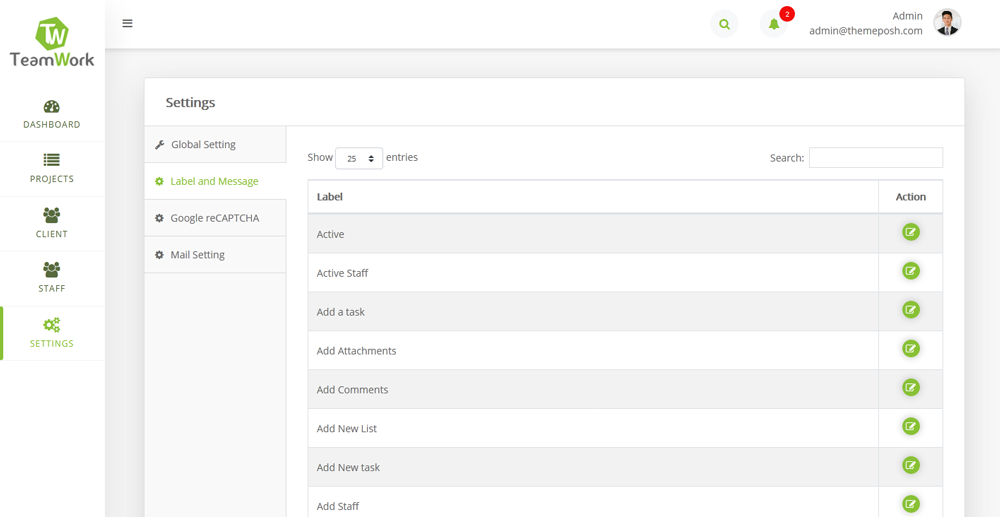 TW
TeamWork
2
Admin
admin@themeposh.com
DASHBOARD
PROJECTS
CLIENT
STAFF
SETTINGS
Settings
Global Setting
Label and Message
Google reCAPTCHA
Mail Setting
Show 25 entries
Search:
Label Action
Active
Active Staff
Add a task
Add Attachments
Add Comments
Add New List
Add New task
Add Staff